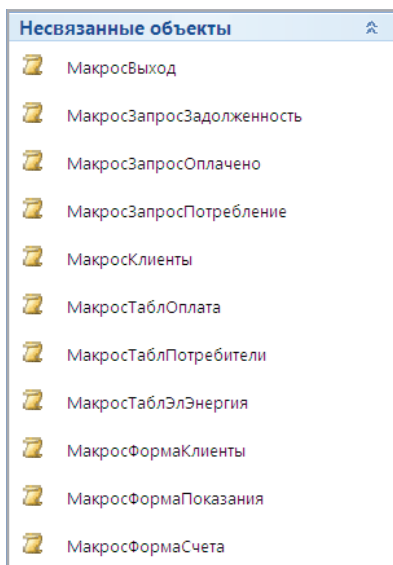 Несвязанные объекты
МакросВыход
МакросЗапросЗадолженность
МакросЗапросОплачено
МакросЗапросПотребление
МакросКлиенты
МакросТаблОплата
МакросТаблПотребители
МакросТаблЭлЭнергия
МакросФормаКлиенты
МакросФормаПоказания
МакросФормаСчета